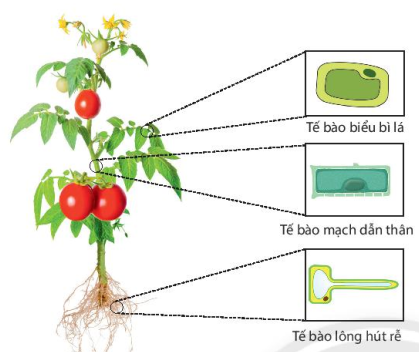 Tế bào biểu bì lá
Tế bào mạch dẫn thân
Tế bào lông hút rễ